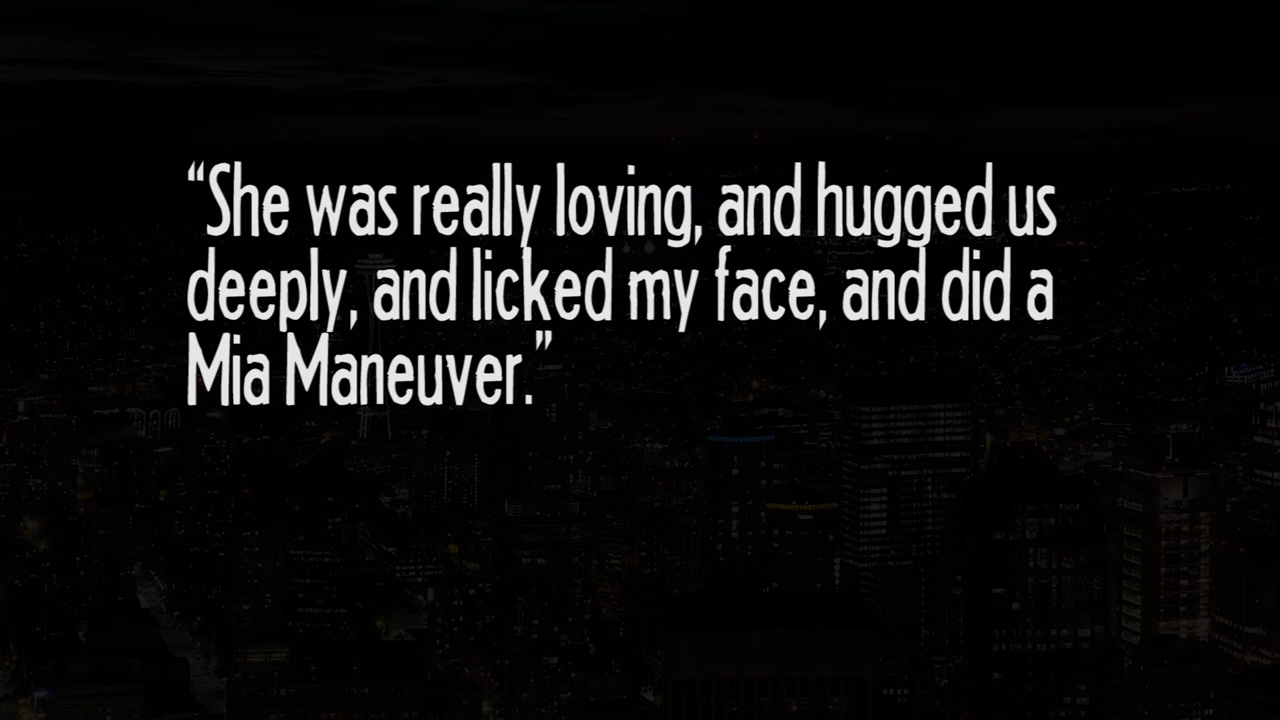 “She was really loving, and hugged us
deeply, and licked my face, and did a
Mia Maneuver.”